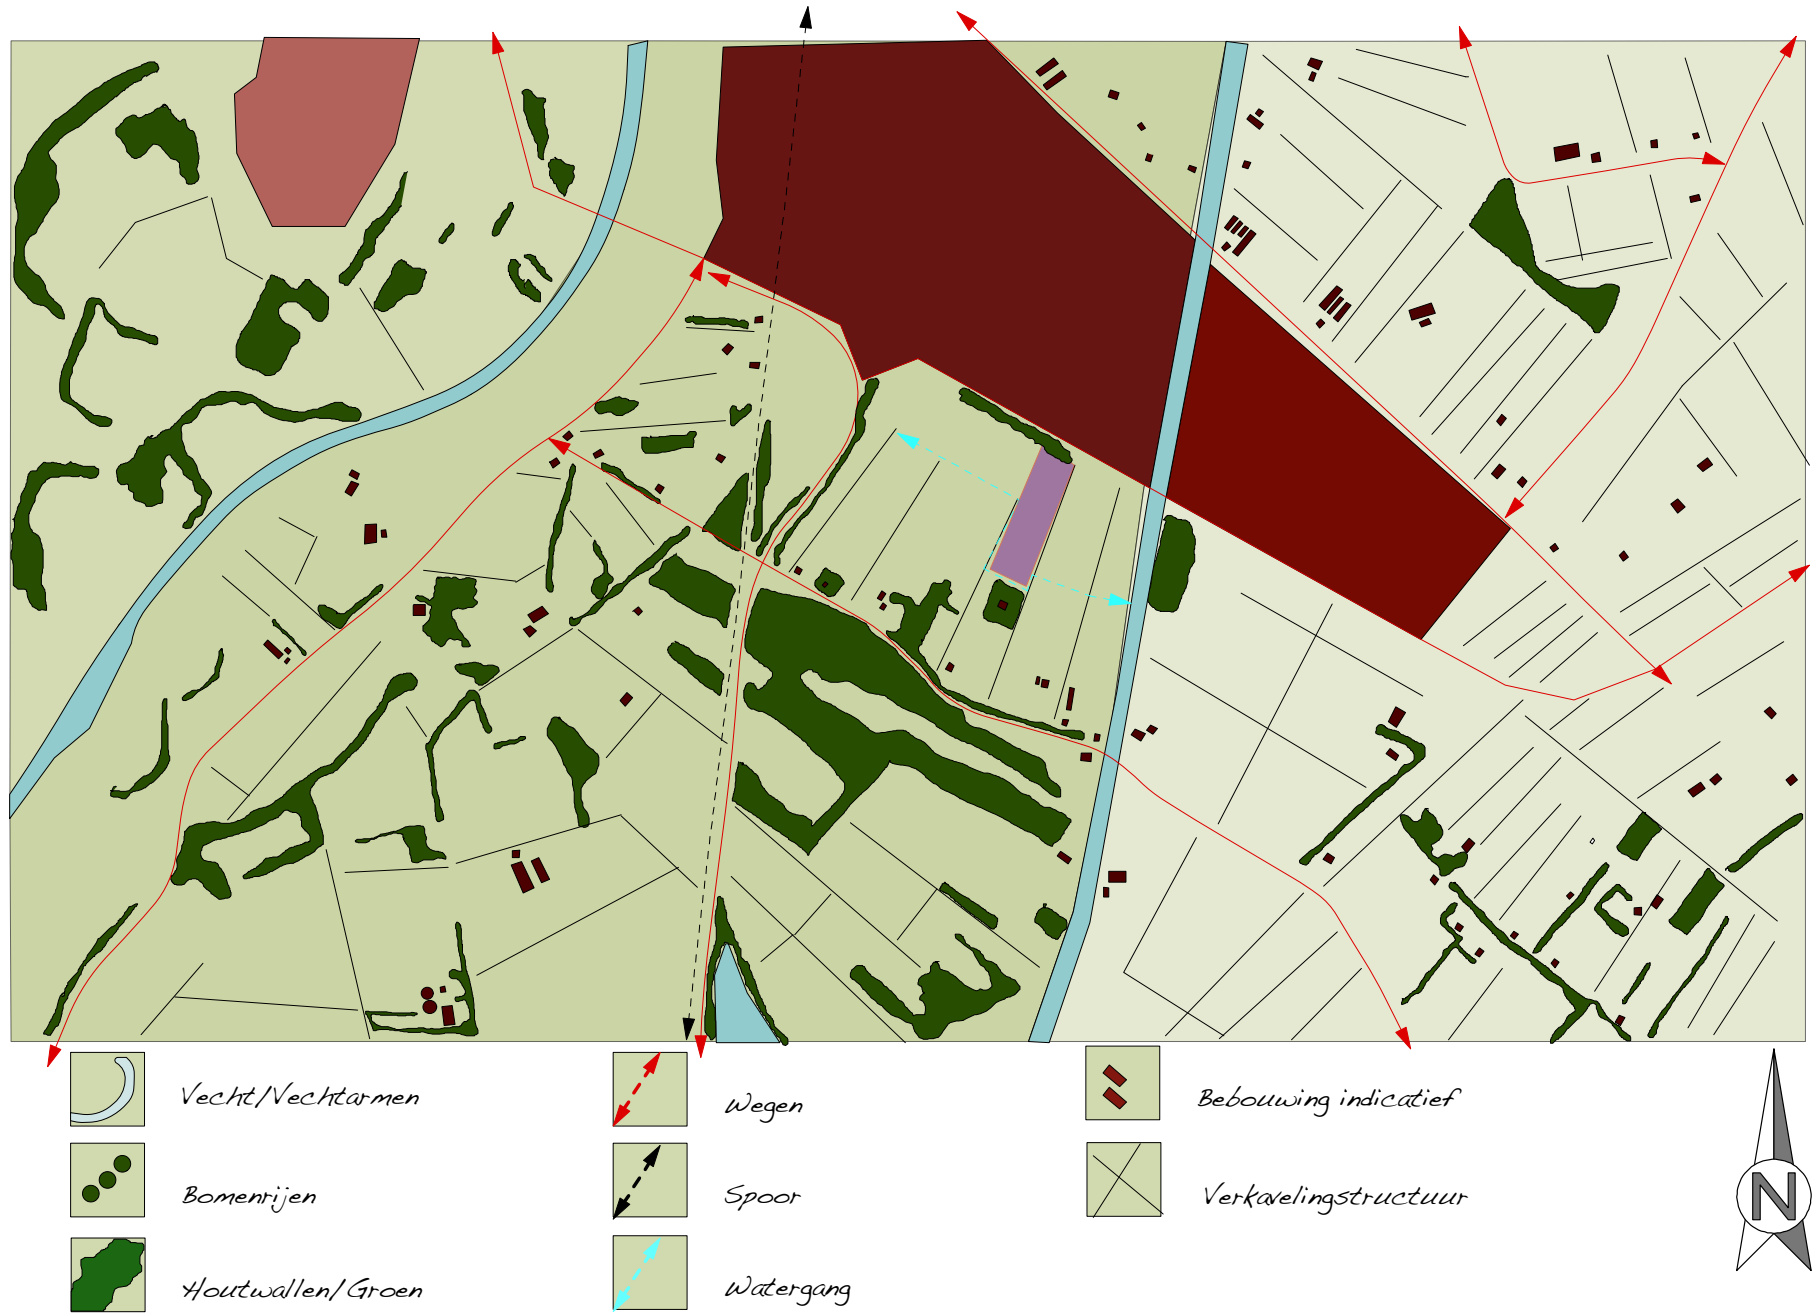 Vecht/Vechtarmen
Bomenrijen
Houtwallen/Groen
Wegen
Spoor
Watergang
Bebouwing indicatief
Verkavelingstructuur
N